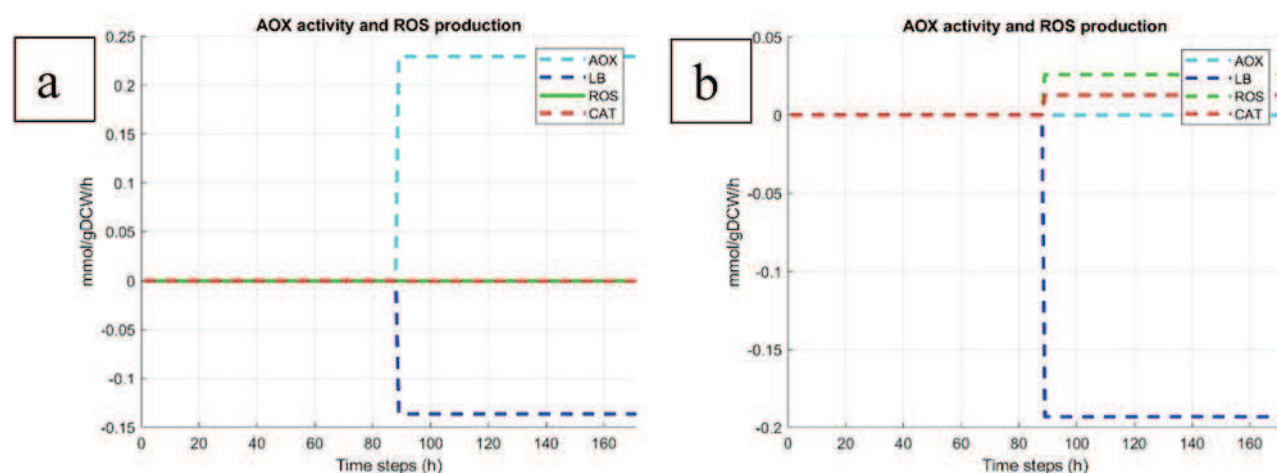 a
AOX activity and ROS production
0.25
0.2
0.15
0.1
0.05
0
-0.05
-0.1
-0.15
mmol/gDCW/h
AOX
LB
ROS
CAT
0 20 40 60 80 100 120 140 160
Time steps (h)
b
AOX activity and ROS production
0.05
0
-0.05
-0.1
-0.15
-0.2
mmol/gDCW/h
AOX
LB
ROS
CAT
0 20 40 60 80 100 120 140 160
Time steps (h)